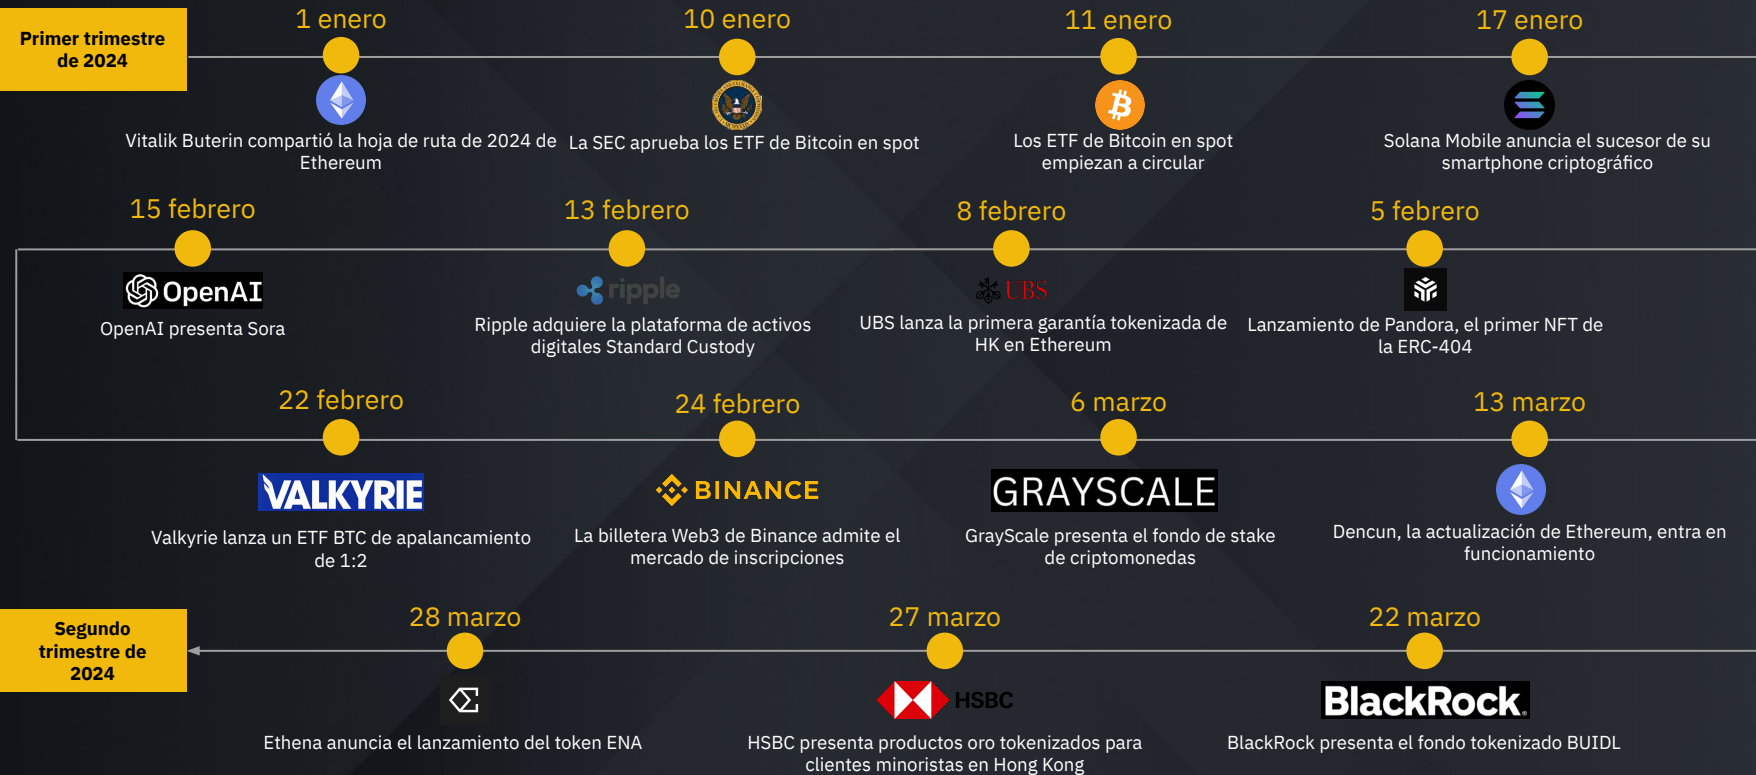 Primer trimestre
de 2024
1 enero
Vitalik Buterin compartió la hoja de ruta de 2024 de
Ethereum
10 enero
La SEC aprueba los ETF de Bitcoin en spot
11 enero
Los ETF de Bitcoin en spot
empiezan a circular
17 enero
Solana Mobile anuncia el sucesor de su
smartphone criptográfico
15 febrero
OpenAI
OpenAI presenta Sora
13 febrero
ripple
Ripple adquiere la plataforma de activos
digitales Standard Custody
8 febrero
UBS
UBS lanza la primera garantía tokenizada de
HK en Ethereum
5 febrero
Lanzamiento de Pandora, el primer NFT de
la ERC-404
22 febrero
VALKYRIE
Valkyrie lanza un ETF BTC de apalancamiento
de 1:2
24 febrero
BINANCE
La billetera Web3 de Binance admite el
mercado de inscripciones
6 marzo
GRAYSCALE
GrayScale presenta el fondo de stake
de criptomonedas
13 marzo
Dencun, la actualización de Ethereum, entra en
funcionamiento
Segundo
trimestre de
2024
28 marzo
Ethena anuncia el lanzamiento del token ENA
27 marzo
HSBC
HSBC presenta productos oro tokenizados para
clientes minoristas en Hong Kong
22 marzo
BlackRock.
BlackRock presenta el fondo tokenizado BUIDL